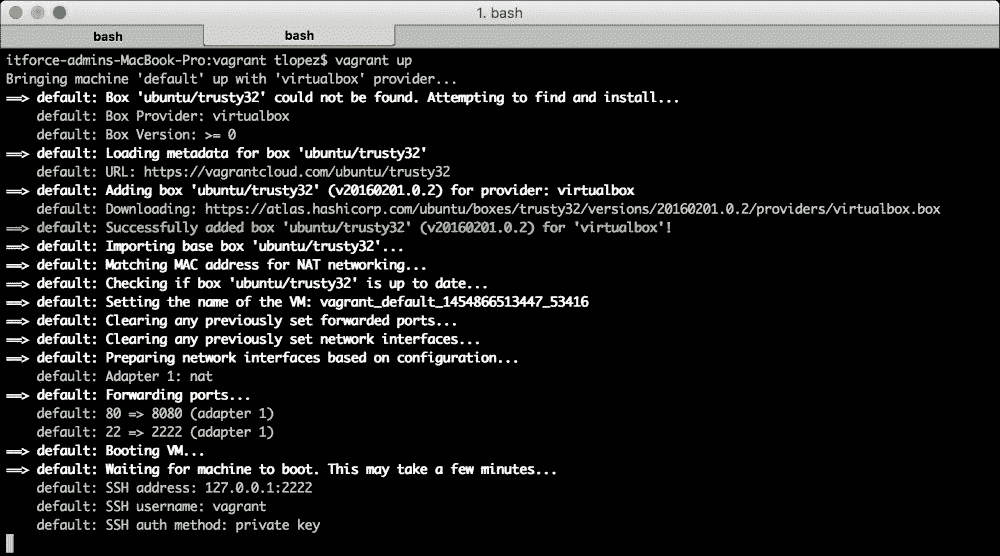 1. bash
bash
bash
itforce-admins-MacBook-Pro:vagrant tlopez$ vagrant up
Bringing machine 'default' up with 'virtualbox' provider...
==> default: Box 'ubuntu/trusty32' could not be found. Attempting to find and install...
default: Box Provider: virtualbox
default: Box Version: >= 0
==> default: Loading metadata for box 'ubuntu/trusty32'
default: URL: https://vagrantcloud.com/ubuntu/trusty32
==> default: Adding box 'ubuntu/trusty32' (v20160201.0.2) for provider: virtualbox
default: Downloading: https://atlas.hashicorp.com/ubuntu/boxes/trusty32/versions/20160201.0.2/providers/virtualbox.box
==> default: Successfully added box 'ubuntu/trusty32' (v20160201.0.2) for 'virtualbox'!
==> default: Importing base box 'ubuntu/trusty32'...
==> default: Matching MAC address for NAT networking...
==> default: Checking if box 'ubuntu/trusty32' is up to date...
==> default: Setting the name of the VM: vagrant_default_1454866513447_53416
==> default: Clearing any previously set forwarded ports...
==> default: Clearing any previously set network interfaces...
==> default: Preparing network interfaces based on configuration...
default: Adapter 1: nat
==> default: Forwarding ports...
default: 80 => 8080 (adapter 1)
default: 22 => 2222 (adapter 1)
==> default: Booting VM...
==> default: Waiting for machine to boot. This may take a few minutes...
default: SSH address: 127.0.0.1:2222
default: SSH username: vagrant
default: SSH auth method: private key